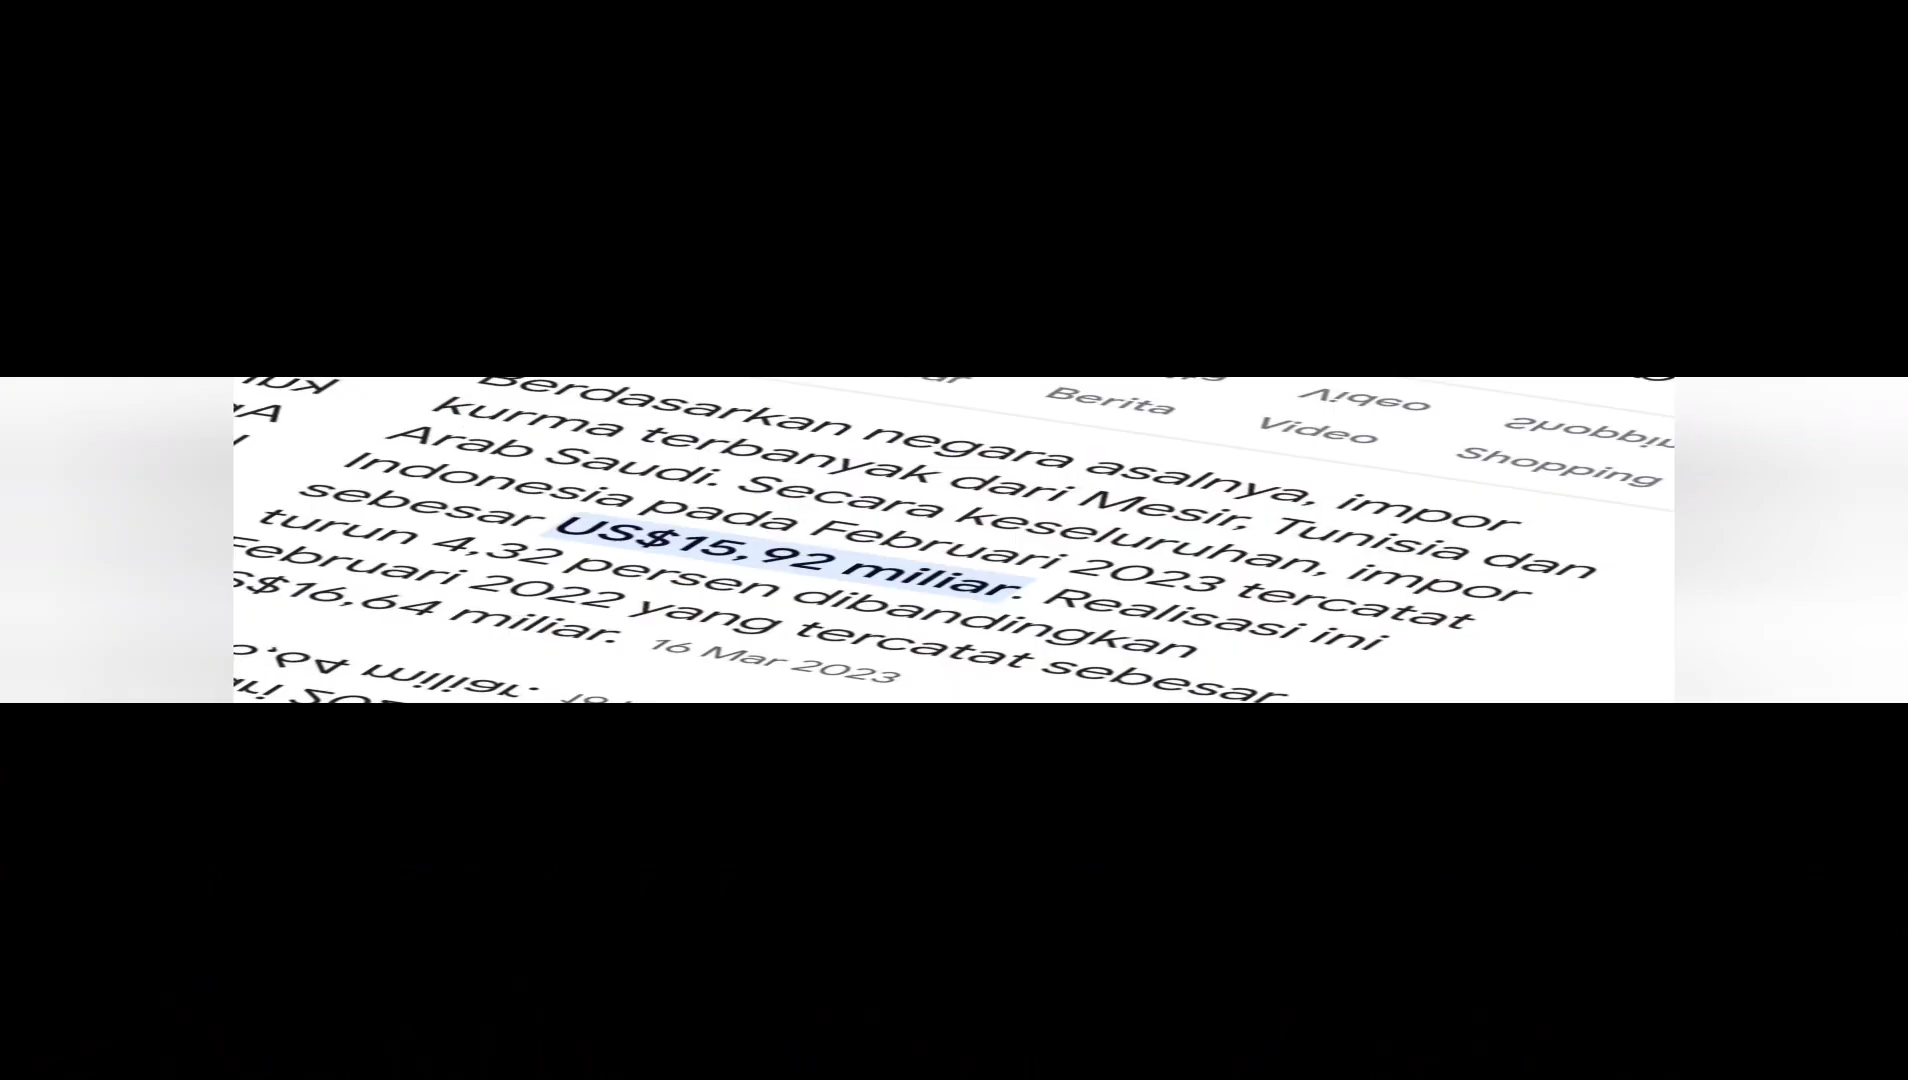 Berita
Video
Shopping
Berdasarkan negara asalnya, impor
kurma terbanyak dari Mesir, Tunisia dan
Arab Saudi. Secara keseluruhan, impor
Indonesia pada Februari 2023 tercatat
sebesar US$15,92 miliar. Realisasi ini
turun 4,32 persen dibandingkan
Februari 2022 yang tercatat sebesar
S$16,64 miliar. 16 Mar 2023